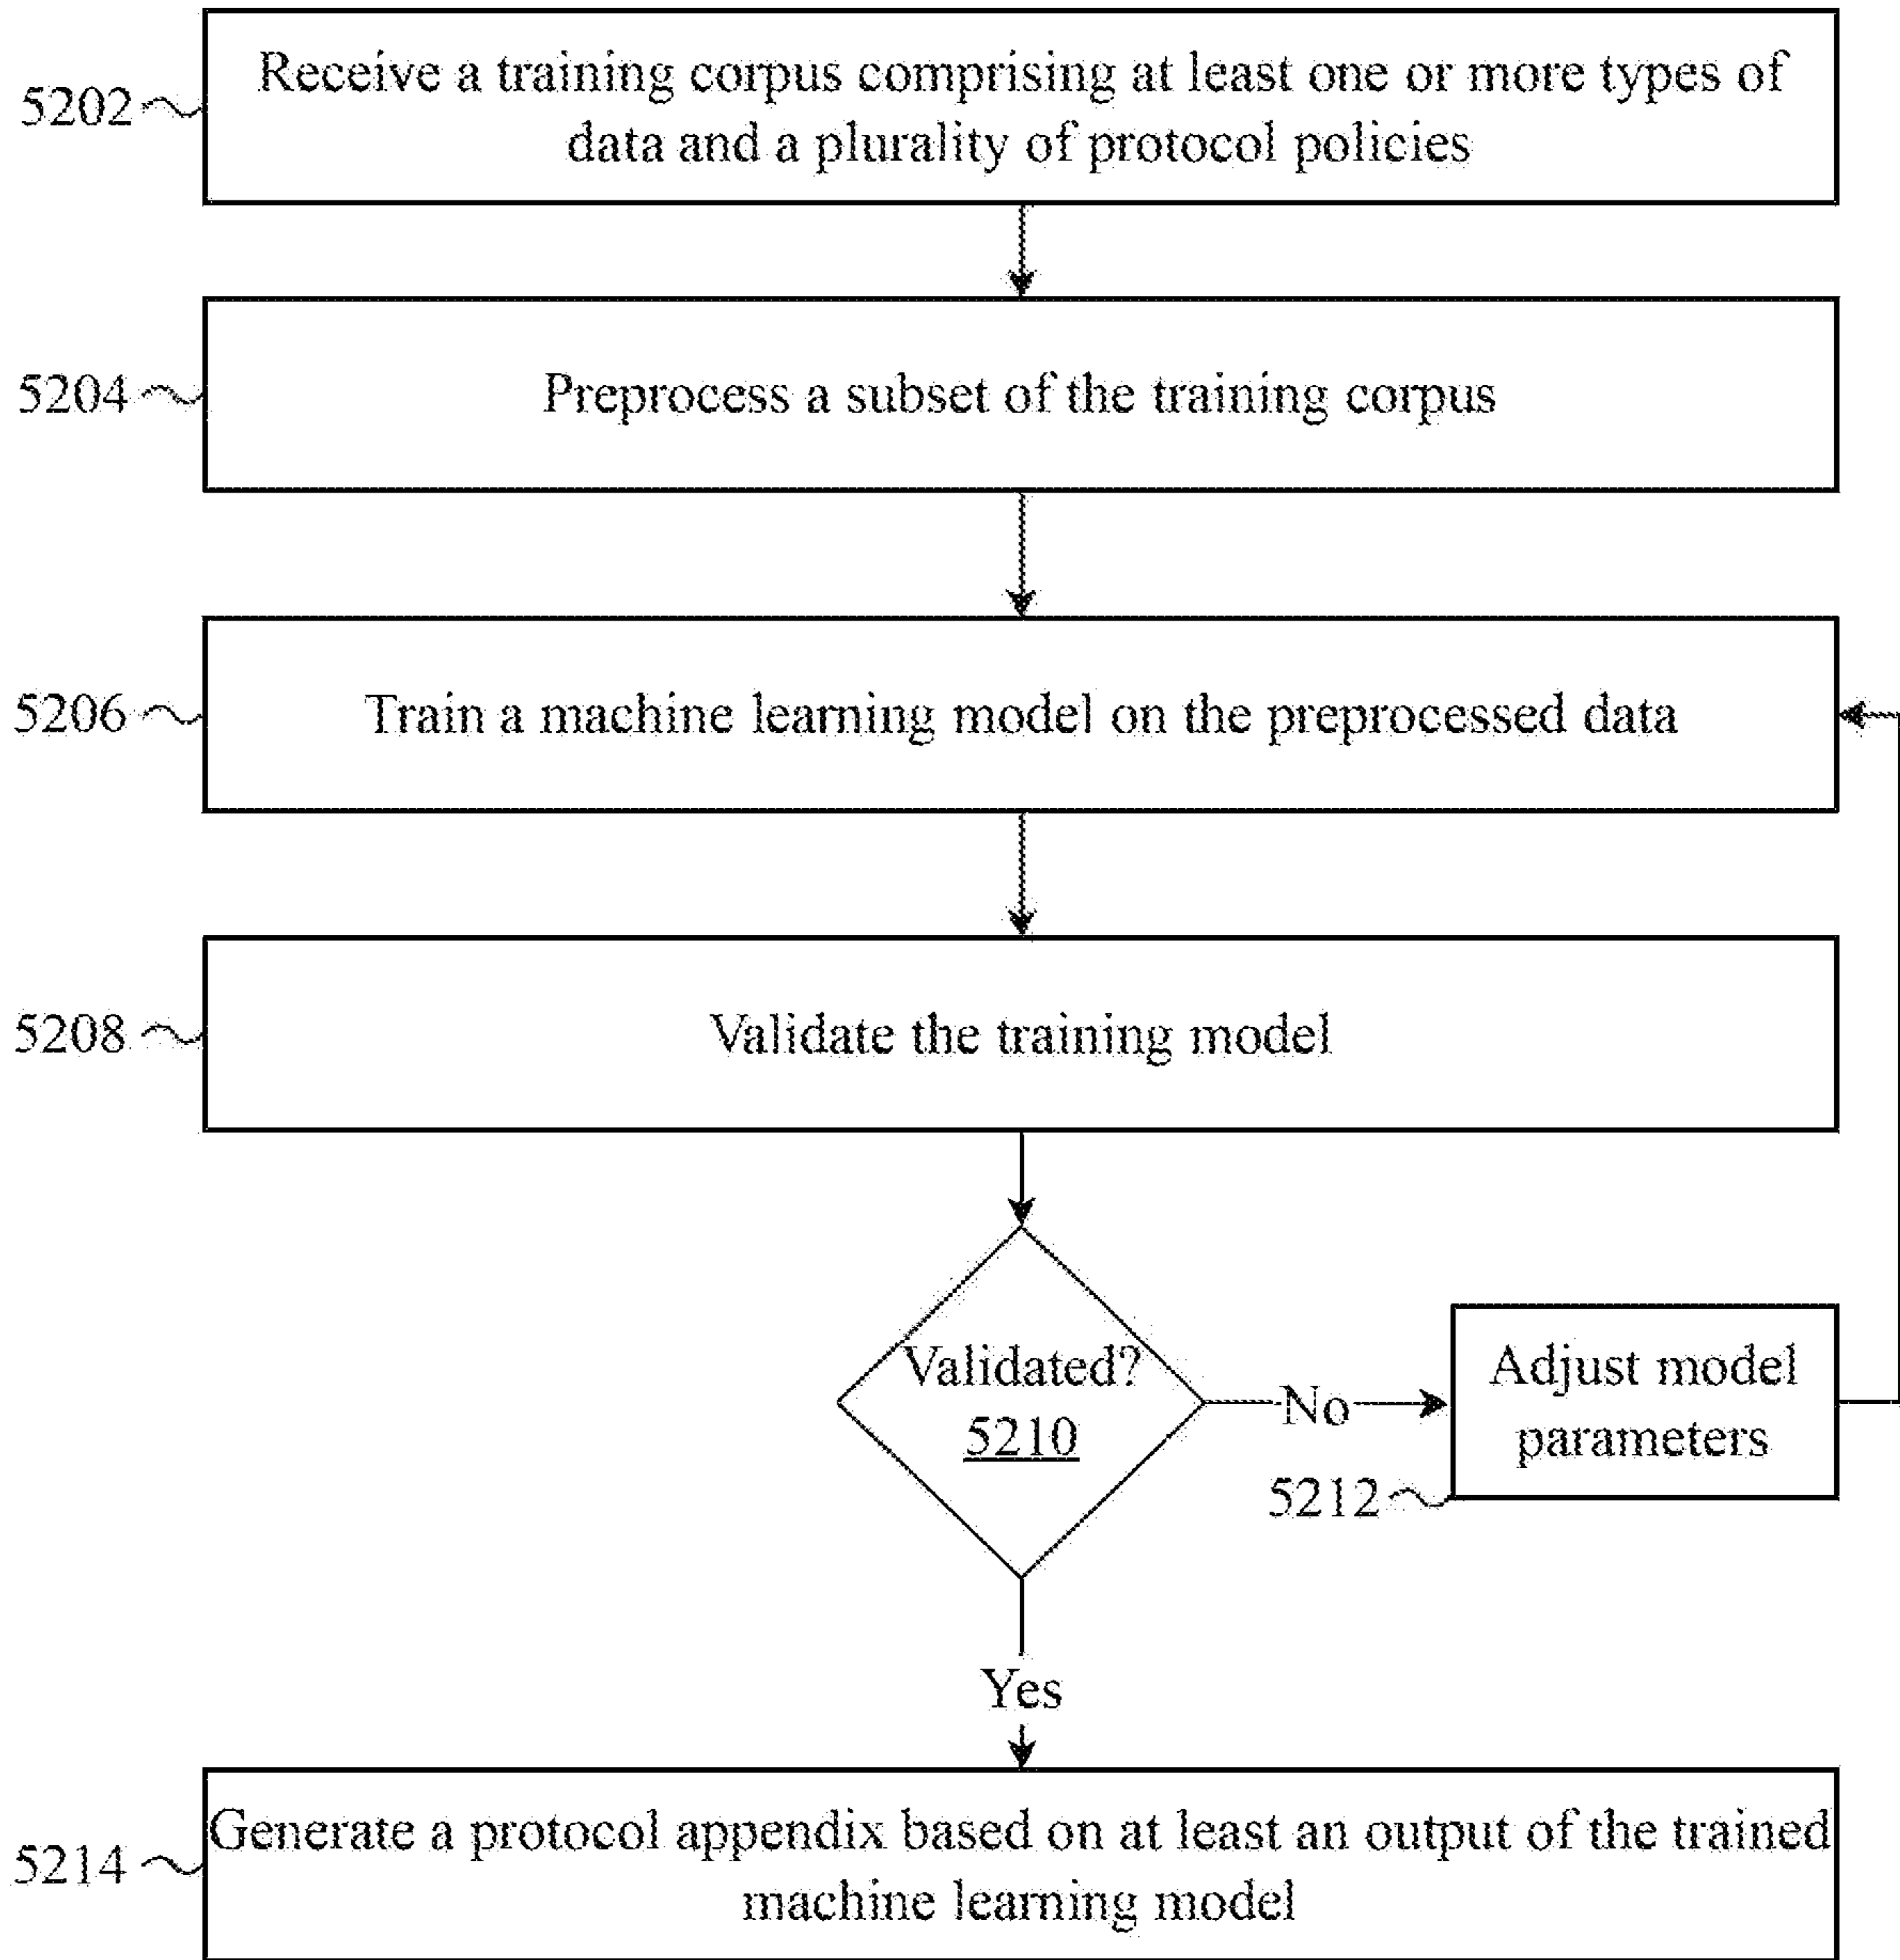 5202
Receive a training corpus comprising at least one or more types of
data and a plurality of protocol policies
5204
Preprocess a subset of the training corpus
5206
Train a machine learning model on the preprocessed data
5208
Validate the training model
Validated?
5210
No
Adjust model
parameters
5212
Yes
5214
Generate a protocol appendix based on at least an output of the trained
machine learning model